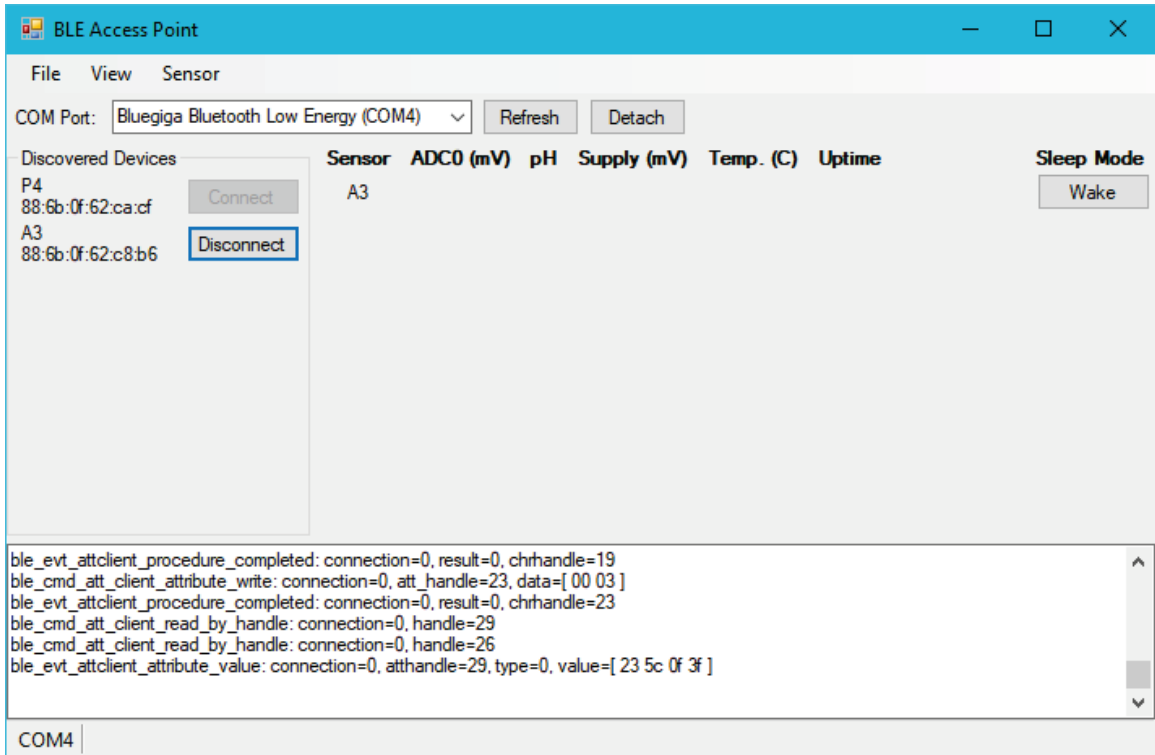 BLE Access Point
File View Sensor
COM Port: Bluegiga Bluetooth Low Energy (COM4) Refresh Detach
Discovered Devices
P4
88:6b:0f:62:ca:cf
Connect
A3
88:6b:0f:62:c8:b6
Disconnect
Sensor ADC0 (mV) pH Supply (mV) Temp. (C) Uptime Sleep Mode
A3 Wake
ble_evt_attclient_procedure_completed: connection=0, result=0, chrhandle=19
ble_cmd_att_client_attribute_write: connection=0, att_handle=23, data=[ 00 03 ]
ble_evt_attclient_procedure_completed: connection=0, result=0, chrhandle=23
ble_cmd_att_client_read_by_handle: connection=0, handle=29
ble_cmd_att_client_read_by_handle: connection=0, handle=26
ble_evt_attclient_attribute_value: connection=0, atthandle=29, type=0, value=[ 23 5c 0f 3f ]
COM4